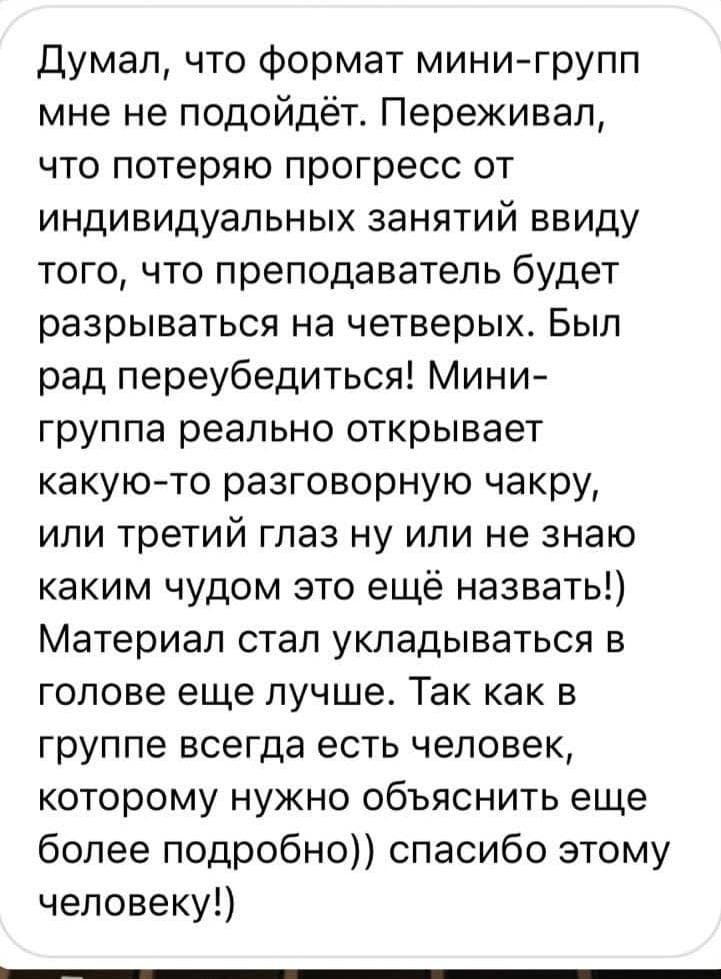 Думал, что формат мини-групп
мне не подойдёт. Переживал,
что потеряю прогресс от
индивидуальных занятий ввиду
того, что преподаватель будет
разрываться на четверых. Был
рад переубедиться! Мини-
группа реально открывает
какую-то разговорную чакру,
или третий глаз ну или не знаю
каким чудом это ещё назвать!)
Материал стал укладываться в
голове еще лучше. Так как в
группе всегда есть человек,
которому нужно объяснить еще
более подробно)) спасибо этому
человеку!)